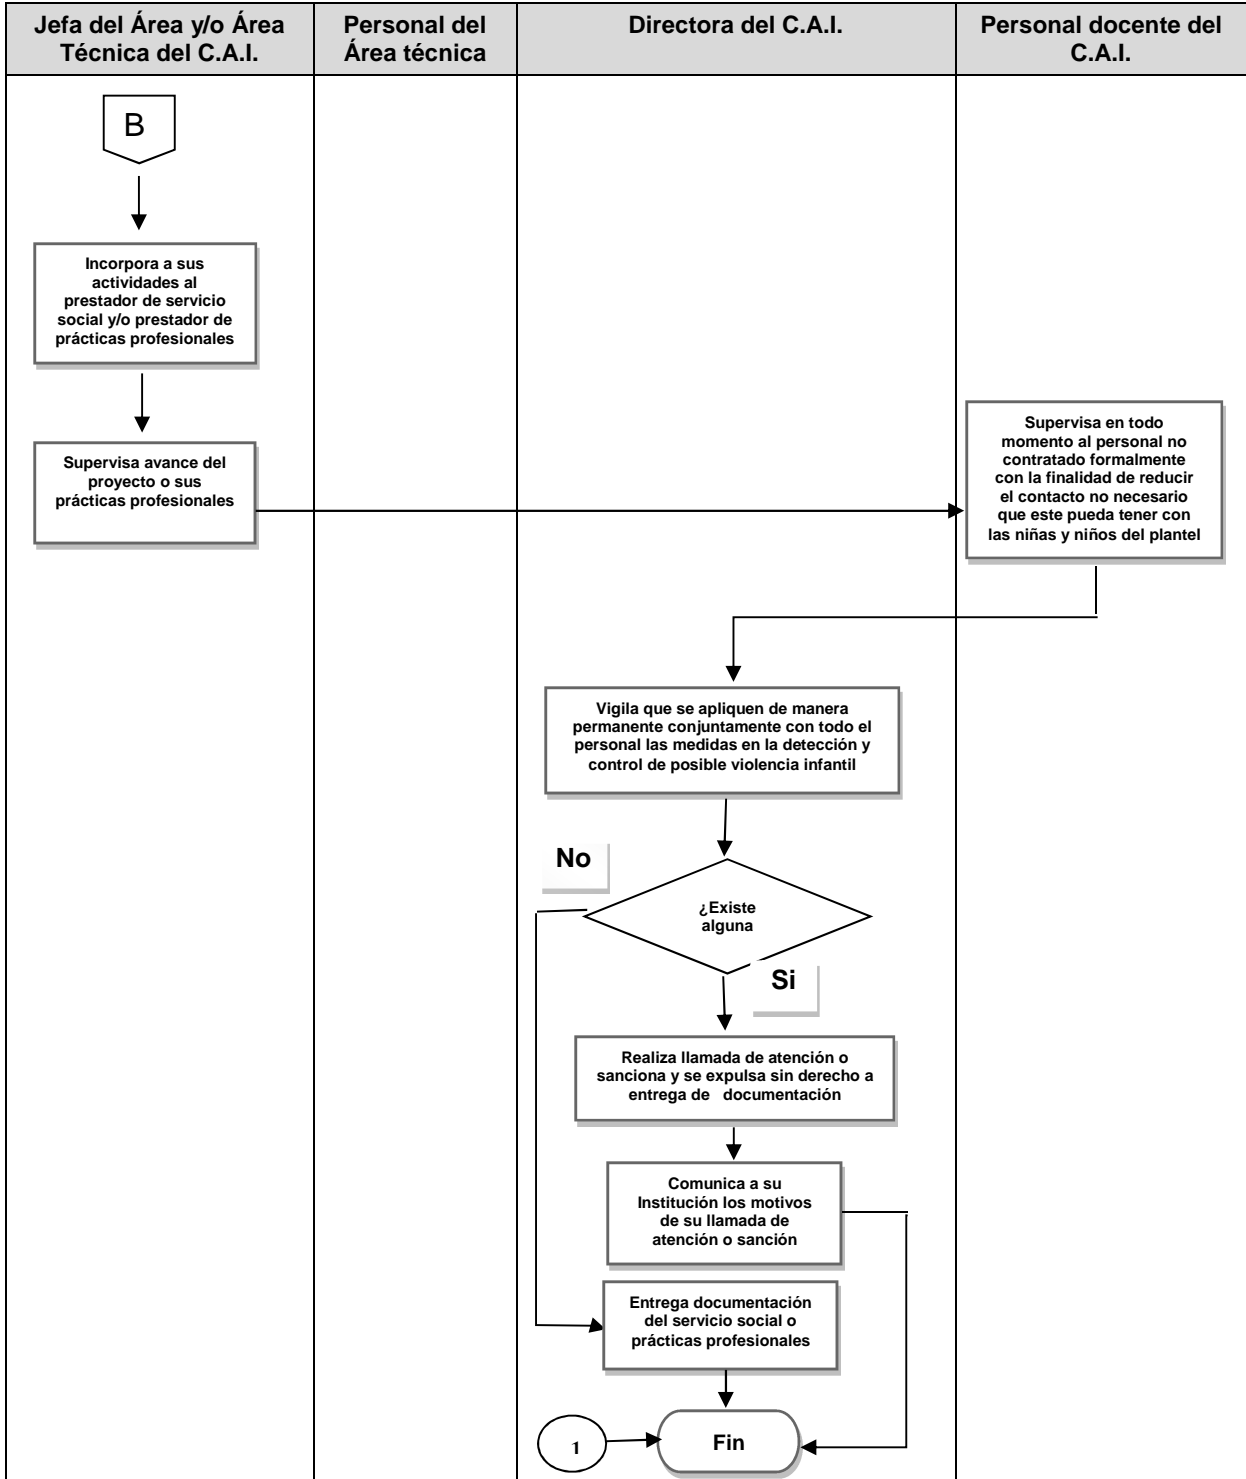 Jefa del Área y/o Área
Técnica del C.A.I.
Personal del
Área técnica
Directora del C.A.I.
Personal docente del
C.A.I.
B
Incorpora a sus
actividades al
prestador de servicio
social y/o prestador de
prácticas profesionales
Supervisa avance del
proyecto o sus
prácticas profesionales
Supervisa en todo
momento al personal no
contratado formalmente
con la finalidad de reducir
el contacto no necesario
que este pueda tener con
las niñas y niños del plantel
Vigila que se apliquen de manera
permanente conjuntamente con todo el
personal las medidas en la detección y
control de posible violencia infantil
No
¿Existe
alguna
Si
Realiza llamada de atención o
sanciona y se expulsa sin derecho a
entrega de documentación
Comunica a su
Institución los motivos
de su llamada de
atención o sanción
Entrega documentación
del servicio social o
prácticas profesionales
1
Fin